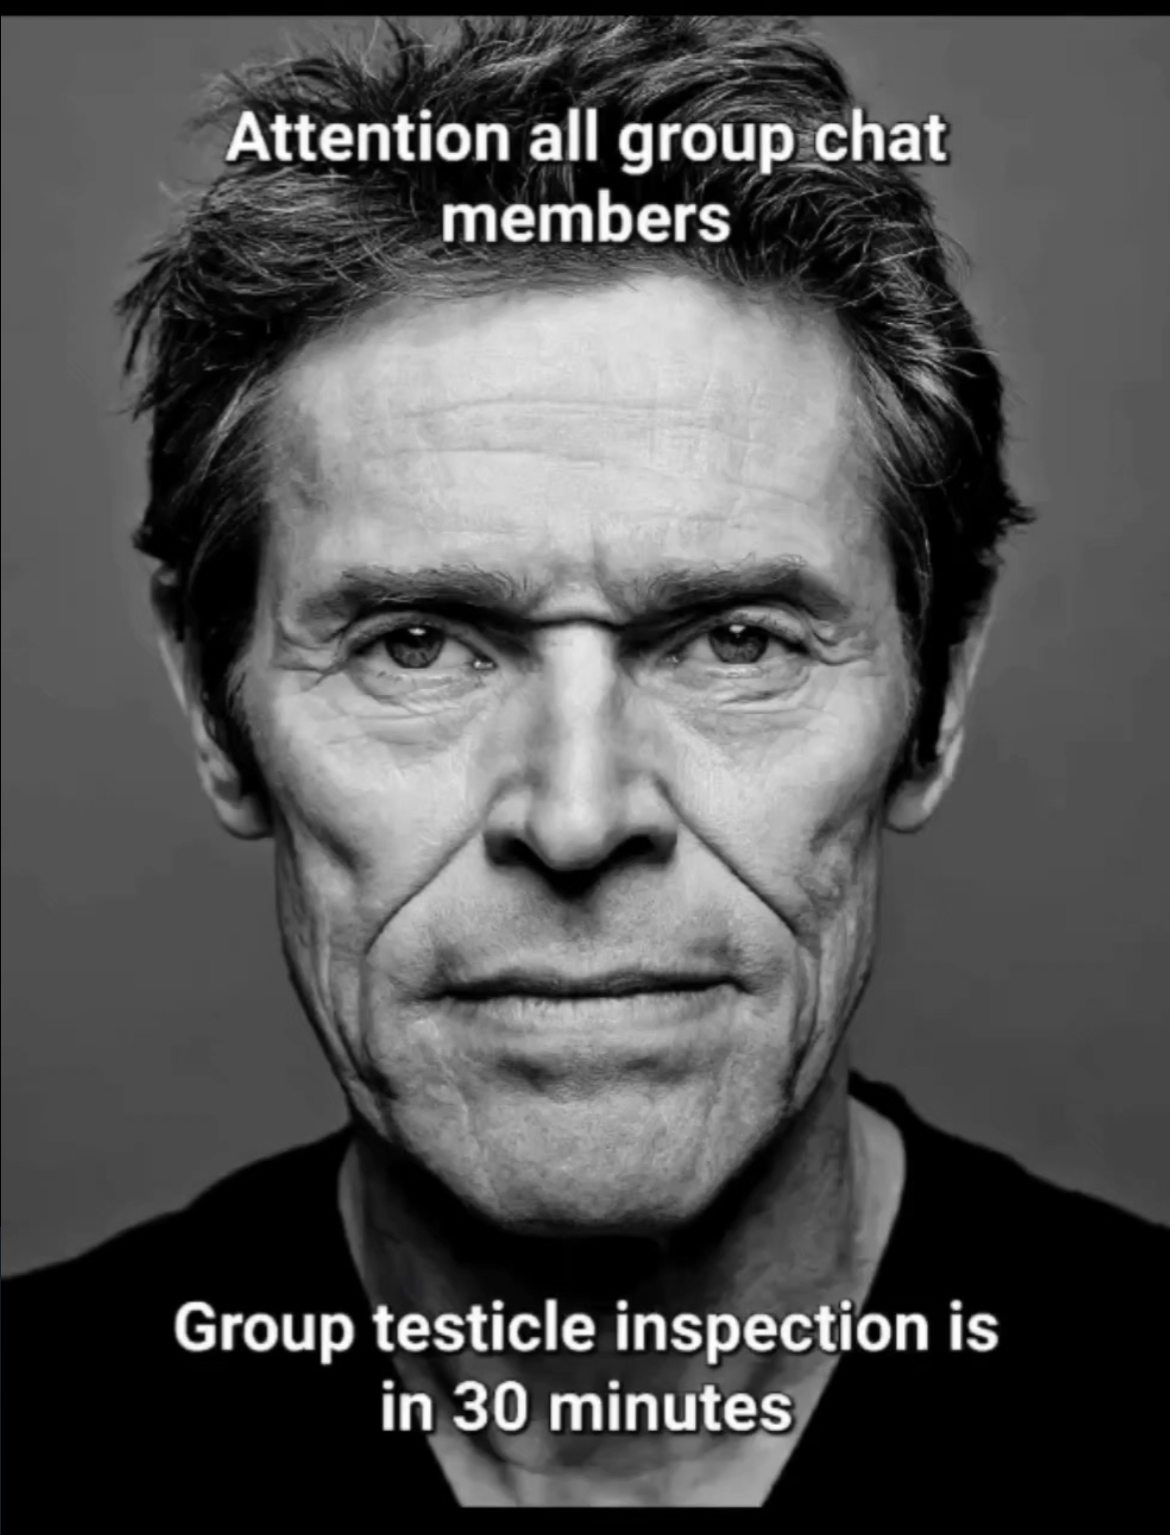 Attention all group chat
members
Group testicle inspection is
in 30 minutes